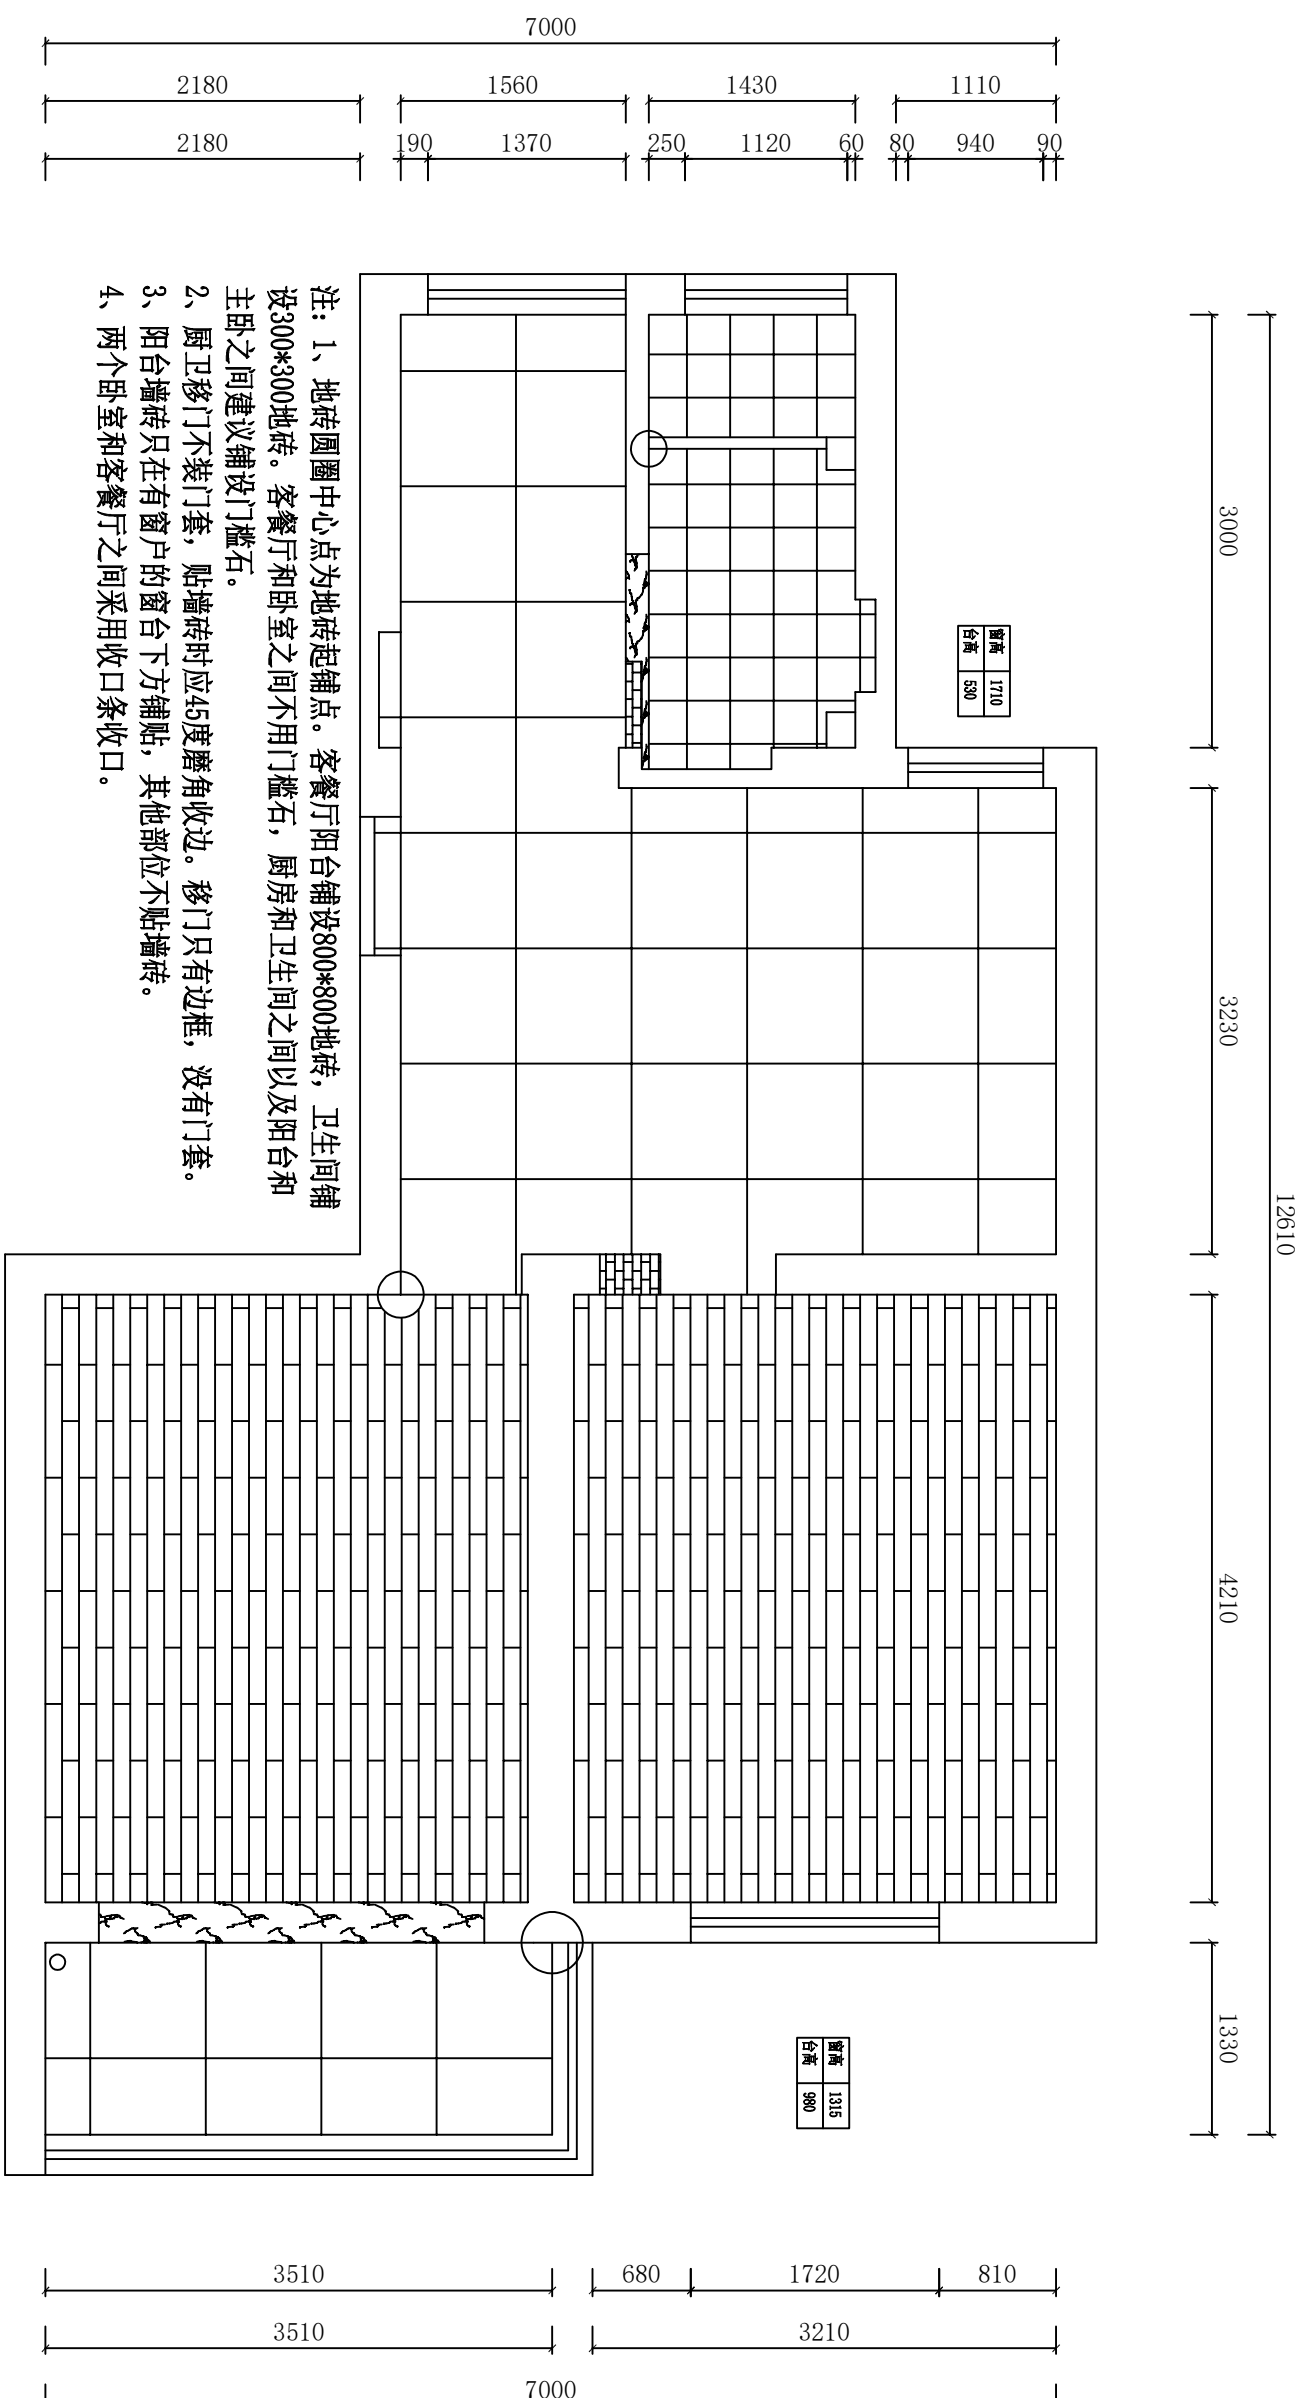 7000
2180
1560
1430
1110
2180
190
1370
250
1120
60
80
940
90
3000
3230
4210
1330
12610
窗高 1710
台高 530
注：1、地砖圆圈中心点为地砖起铺点。客餐厅阳台铺设800*800地砖，卫生间铺
设300*300地砖。客餐厅和卧室之间不用门槛石，厨房和卫生间之间以及阳台和
主卧之间建议铺设门槛石。
2、厨卫移门不装门套，贴墙砖时应45度磨角收边。移门只有边框，没有门套。
3、阳台墙砖只在有窗户的窗台下方铺贴，其他部位不贴墙砖。
4、两个卧室和客餐厅之间采用收口条收口。
窗高 1315
台高 980
3510
680
1720
810
3510
3210
7000